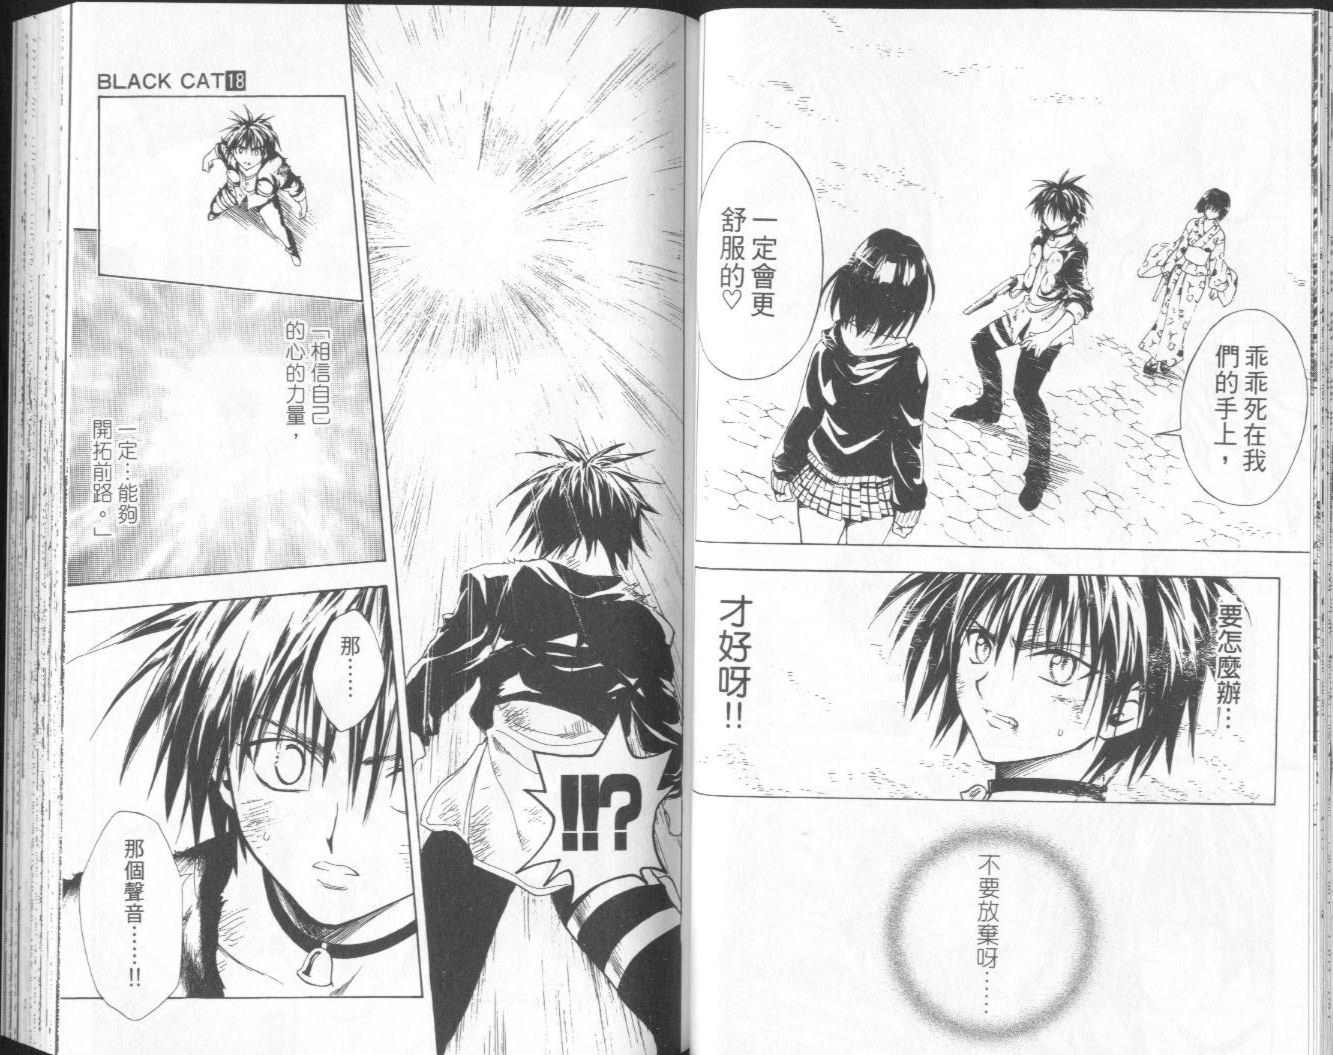 乖乖死在我
們的手上，
一定會更
舒服的♡
要怎麼辦…
才好呀!!
不要放棄呀……
BLACK CAT 18
!!!?
「相信自己
的心的力量，
一定…能夠
開拓前路。」
那……
那個聲音……!!